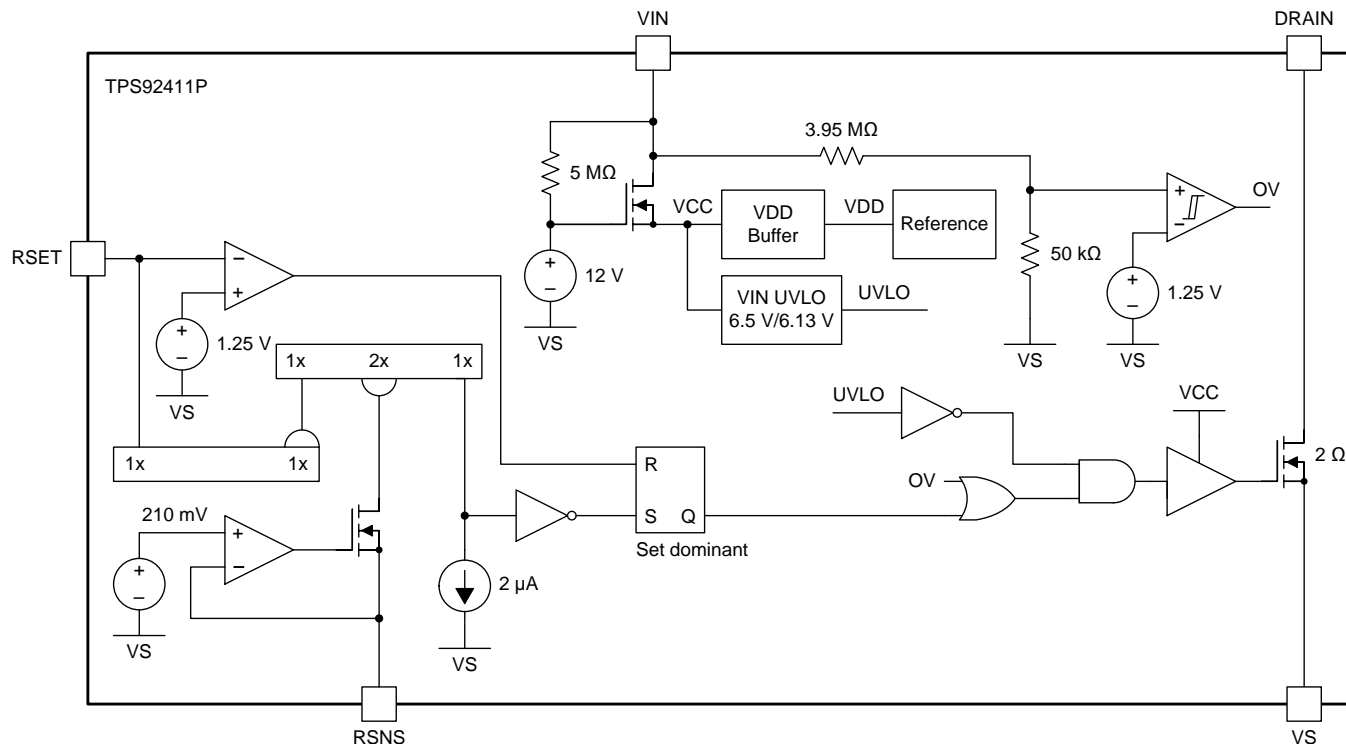 VIN
DRAIN
TPS92411P
3.95 MΩ
5 MΩ
+
−
OV
VCC
VDD
Buffer
VDD
Reference
RSET
−
+
12 V
+
−
VS
VIN UVLO
6.5 V/6.13 V
UVLO
50 kΩ
VS
+
−
1.25 V
VS
+
−
1.25 V
VS
1x
2x
1x
1x
1x
UVLO
VCC
R
S
Q
Set dominant
OV
2 Ω
210 mV
+
−
+
−
VS
2 µA
VS
RSNS
VS